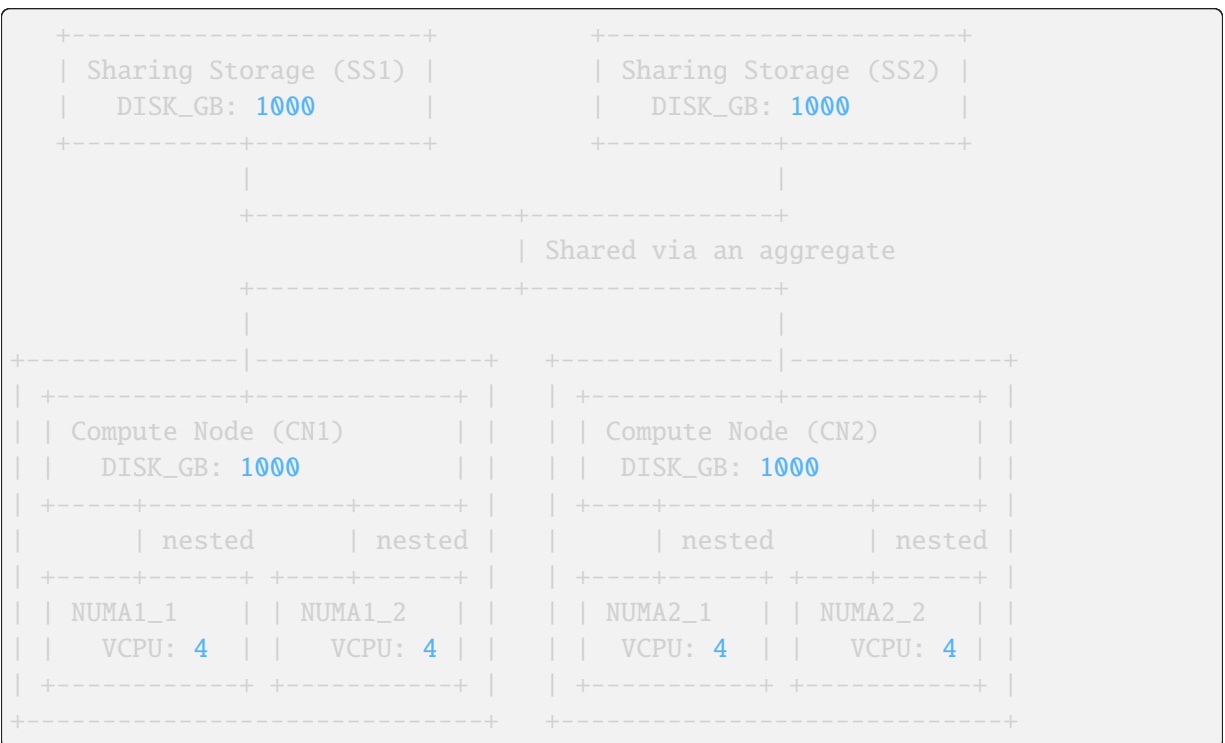 +-----------------------+          +-----------------------+
| Sharing Storage (SS1) |          | Sharing Storage (SS2) |
|   DISK_GB: 1000       |          |   DISK_GB: 1000       |
+-----------+-----------+          +-----------+-----------+
            |                                  |
            +-----------------+----------------+
                              | Shared via an aggregate
            +-----------------+----------------+
            |                                  |
+--------------|---------------+   +--------------|--------------+
| +------------+-------------+ |   | +------------+------------+ |
| | Compute Node (CN1)       | |   | | Compute Node (CN2)      | |
| |   DISK_GB: 1000          | |   | |  DISK_GB: 1000          | |
| +-----+-------------+------+ |   | +----+-------------+------+ |
|       | nested      | nested |   |      | nested      | nested |
| +-----+------+ +----+------+ |   | +----+------+ +----+------+ |
| | NUMA1_1    | | NUMA1_2   | |   | | NUMA2_1   | | NUMA2_2   | |
| |   VCPU: 4  | |   VCPU: 4 | |   | |  VCPU: 4  | |   VCPU: 4 | |
| +------------+ +-----------+ |   | +-----------+ +-----------+ |
+------------------------------+   +-----------------------------+